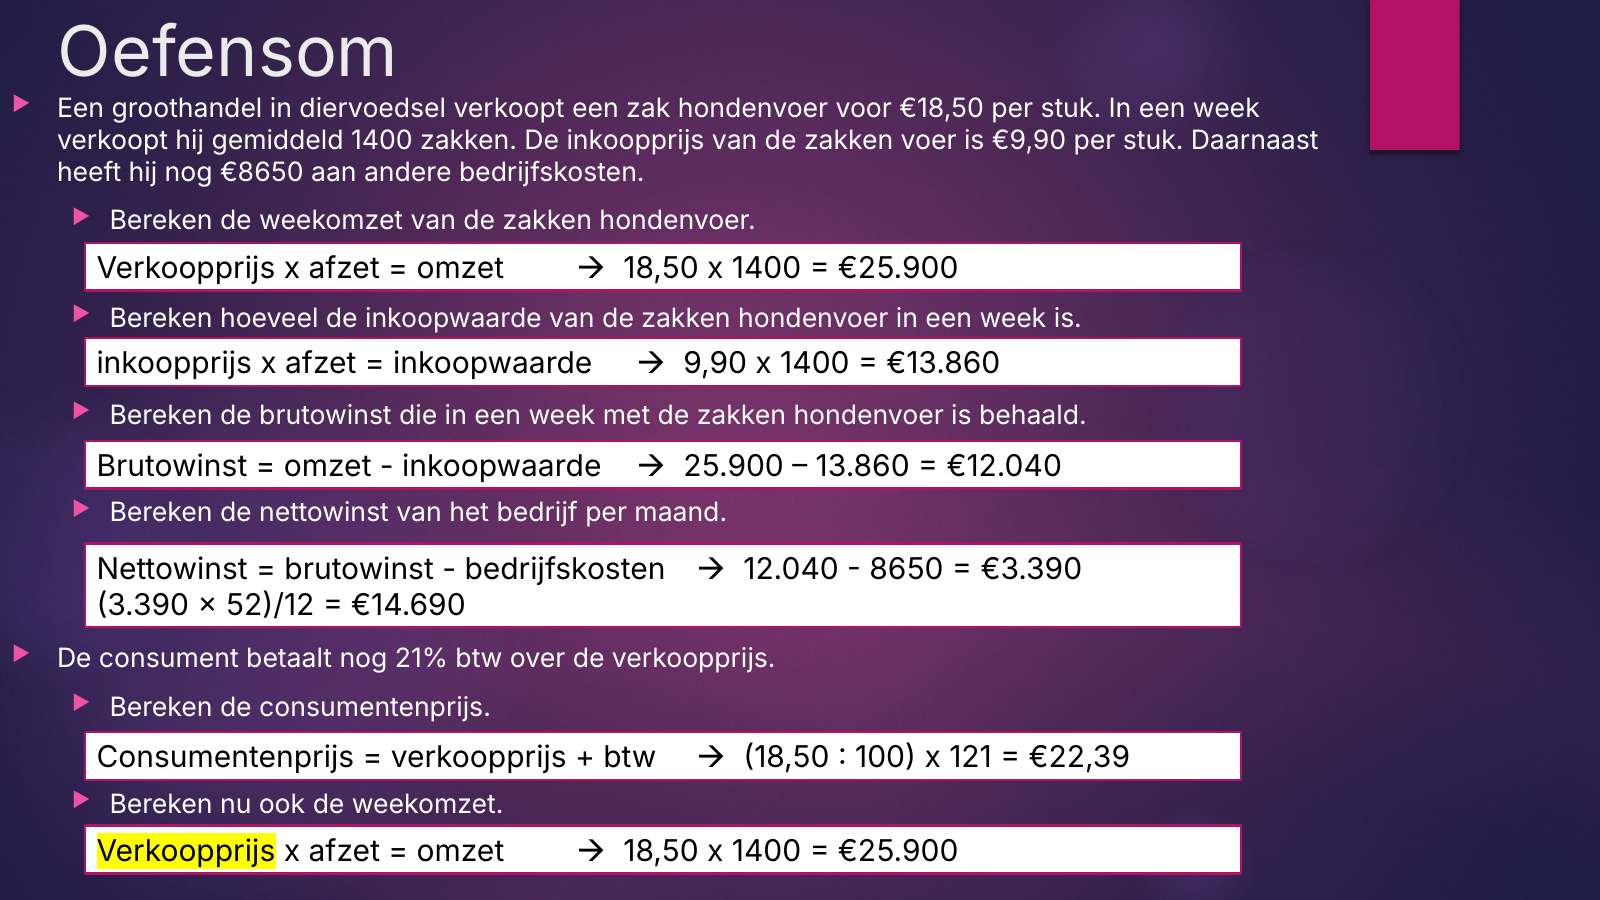 Oefensom
Een groothandel in diervoedsel verkoopt een zak hondenvoer voor €18,50 per stuk. In een week
verkoopt hij gemiddeld 1400 zakken. De inkoopprijs van de zakken voer is €9,90 per stuk. Daarnaast
heeft hij nog €8650 aan andere bedrijfskosten.
Bereken de weekomzet van de zakken hondenvoer.
Verkoopprijs x afzet = omzet → 18,50 x 1400 = €25.900
Bereken hoeveel de inkoopwaarde van de zakken hondenvoer in een week is.
inkoopprijs x afzet = inkoopwaarde → 9,90 x 1400 = €13.860
Bereken de brutowinst die in een week met de zakken hondenvoer is behaald.
Brutowinst = omzet - inkoopwaarde → 25.900 – 13.860 = €12.040
Bereken de nettowinst van het bedrijf per maand.
Nettowinst = brutowinst - bedrijfskosten → 12.040 - 8650 = €3.390
(3.390 × 52)/12 = €14.690
De consument betaalt nog 21% btw over de verkoopprijs.
Bereken de consumentenprijs.
Consumentenprijs = verkoopprijs + btw → (18,50 : 100) x 121 = €22,39
Bereken nu ook de weekomzet.
Verkoopprijs x afzet = omzet → 18,50 x 1400 = €25.900